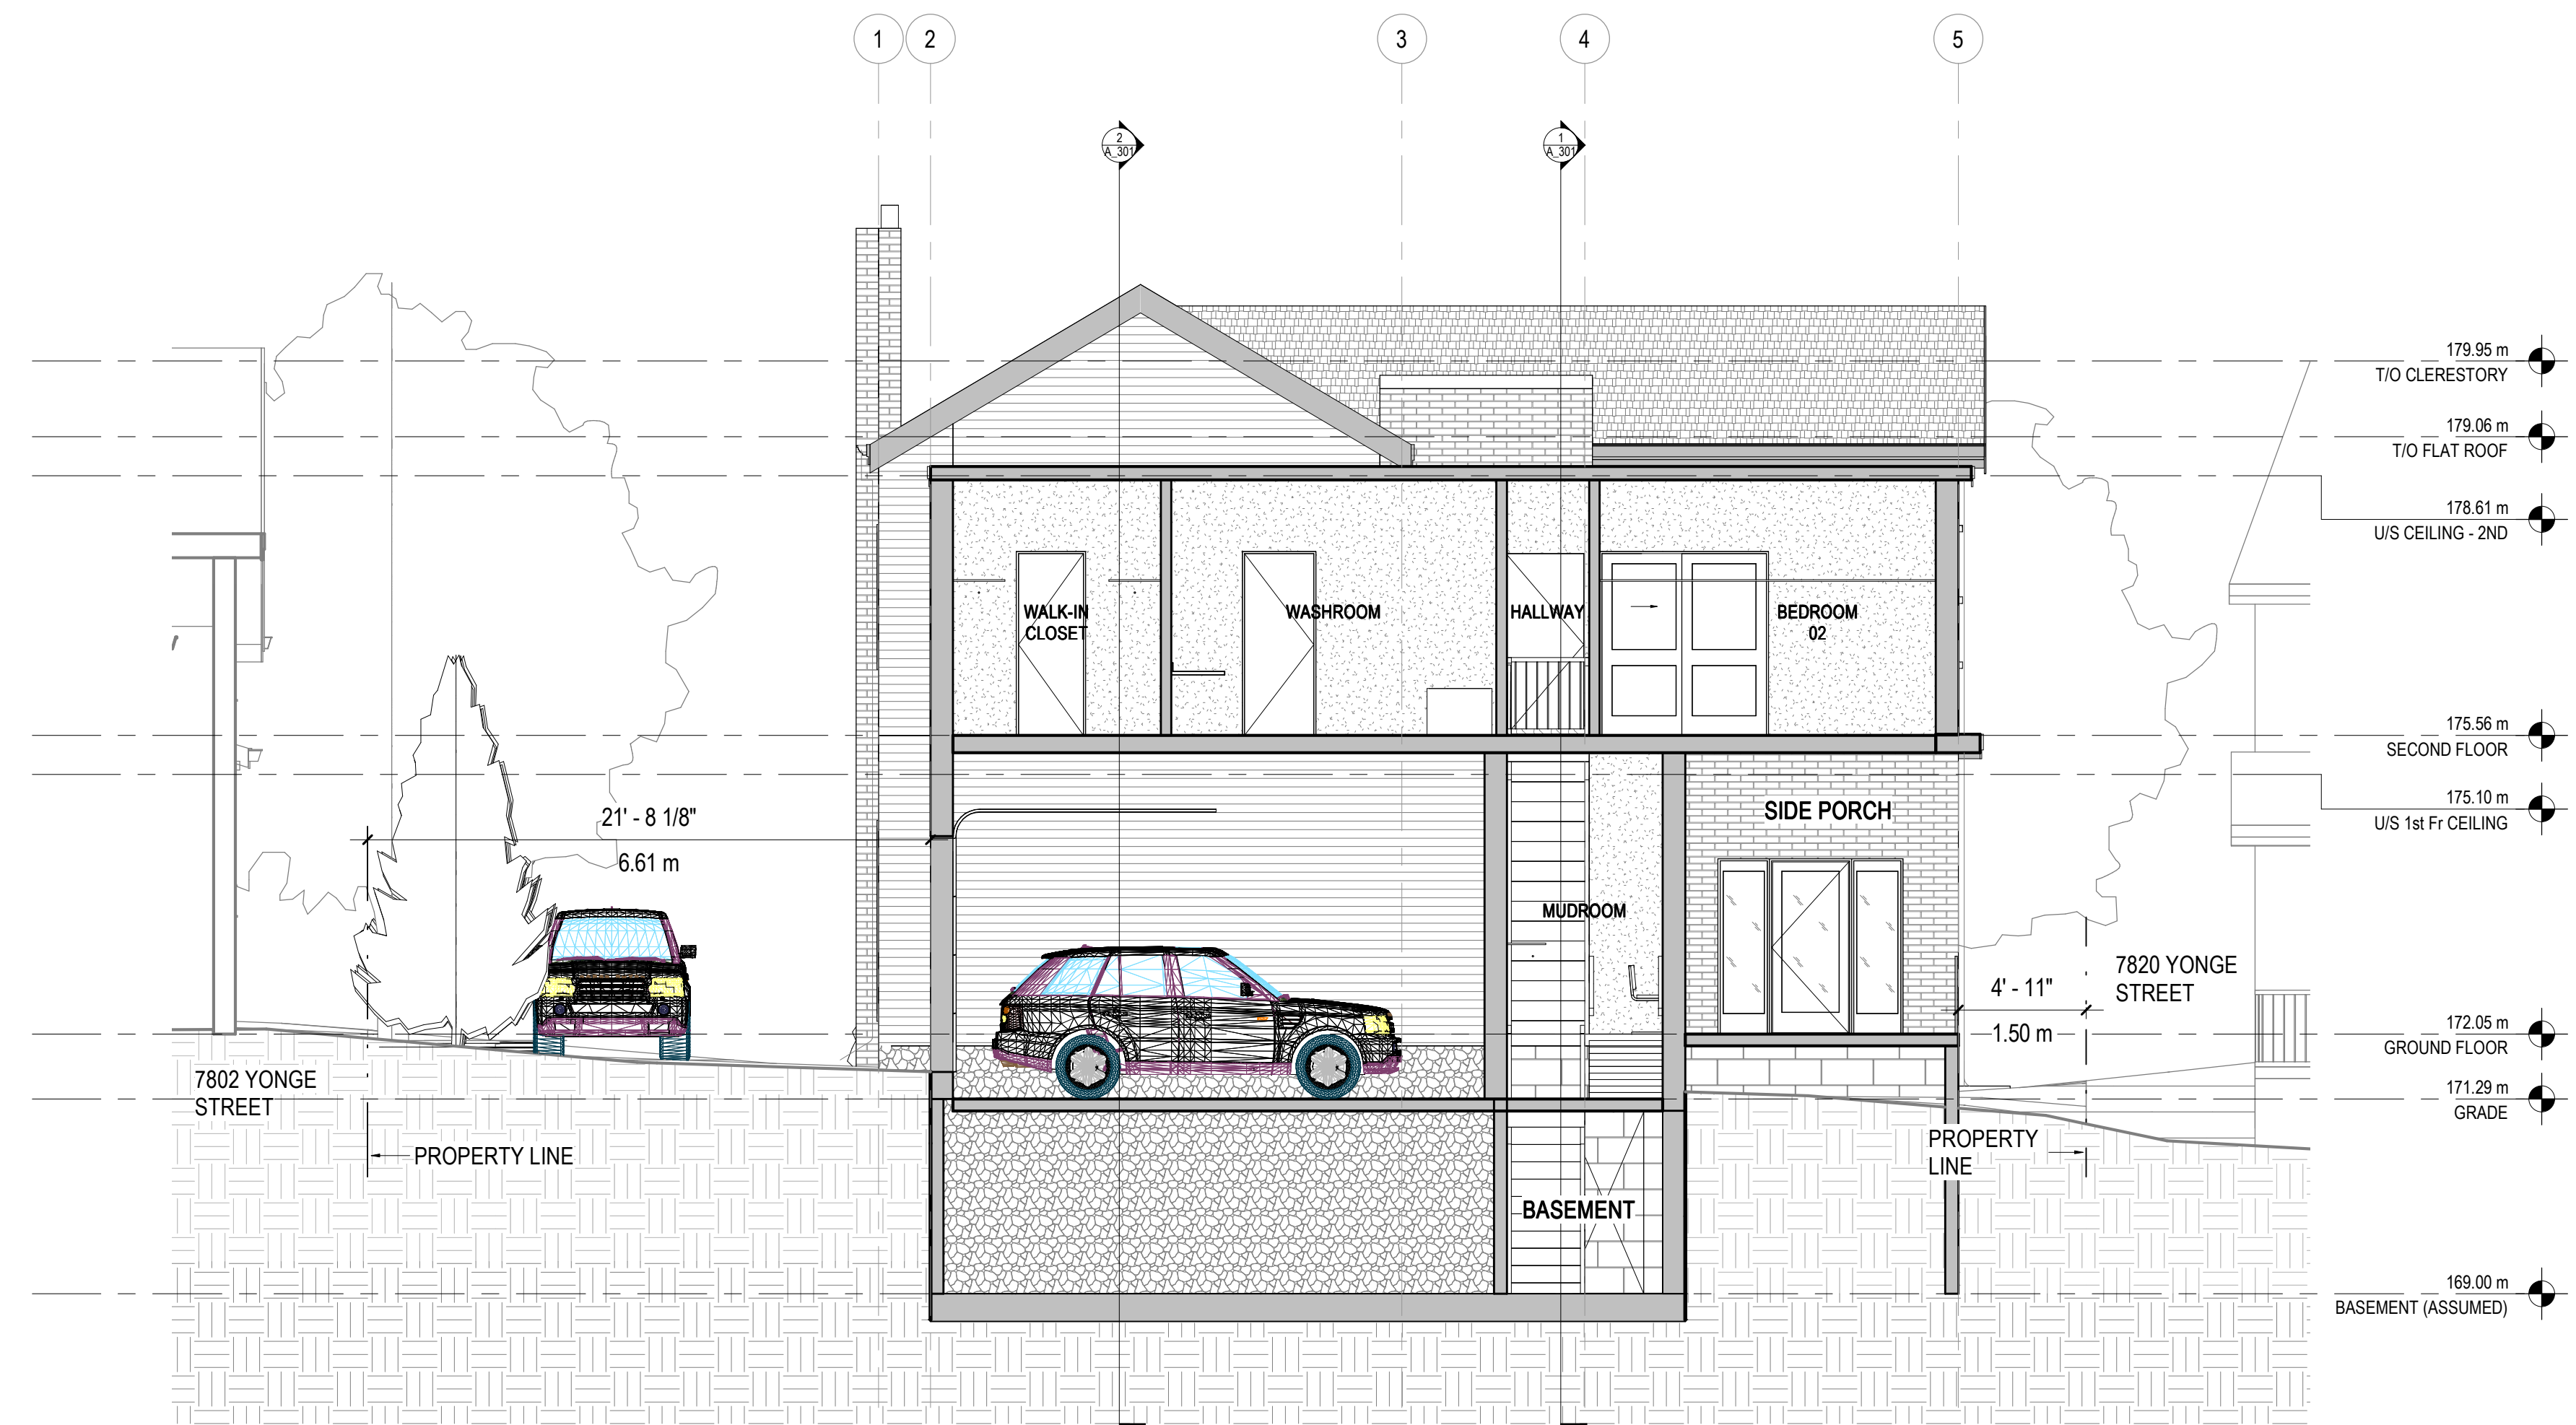 1
2
3
4
5
2
A_301
1
A_301
179.95 m
T/O CLERESTORY
179.06 m
T/O FLAT ROOF
178.61 m
U/S CEILING - 2ND
WALK-IN
CLOSET
WASHROOM
HALLWAY
BEDROOM
02
175.56 m
SECOND FLOOR
175.10 m
U/S 1st Fr CEILING
21' - 8 1/8"
6.61 m
SIDE PORCH
MUDROOM
4' - 11"
1.50 m
7820 YONGE
STREET
172.05 m
GROUND FLOOR
7802 YONGE
STREET
171.29 m
GRADE
PROPERTY LINE
PROPERTY
LINE
BASEMENT
169.00 m
BASEMENT (ASSUMED)